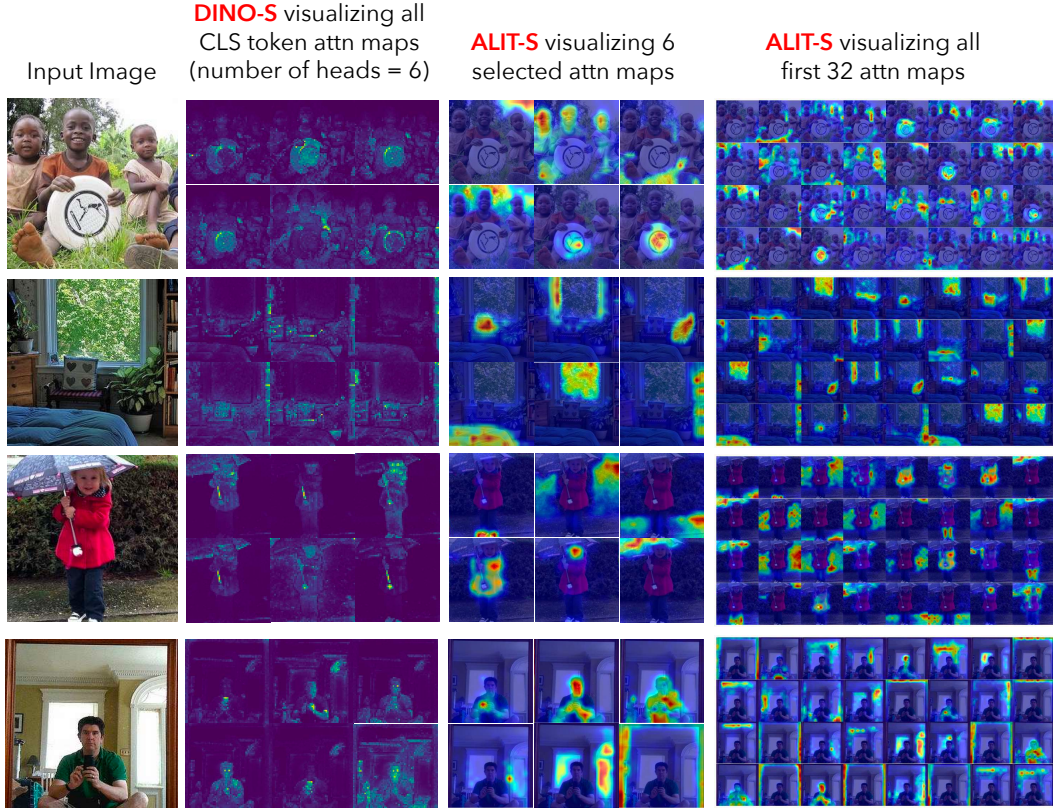 Input Image
DINO-S visualizing all
CLS token attn maps
(number of heads = 6)
ALIT-S visualizing 6
selected attn maps
ALIT-S visualizing all
first 32 attn maps